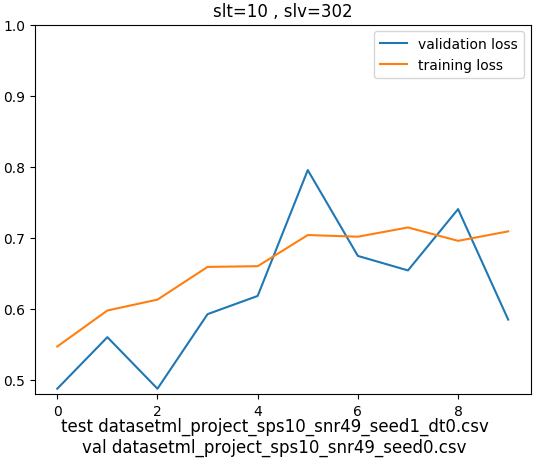 slt=10 , slv=302
validation loss
training loss
1.0
0.9
0.8
0.7
0.6
0.5
0 2 4 6 8
test datasetml_project_sps10_snr49_seed1_dt0.csv
val datasetml_project_sps10_snr49_seed0.csv